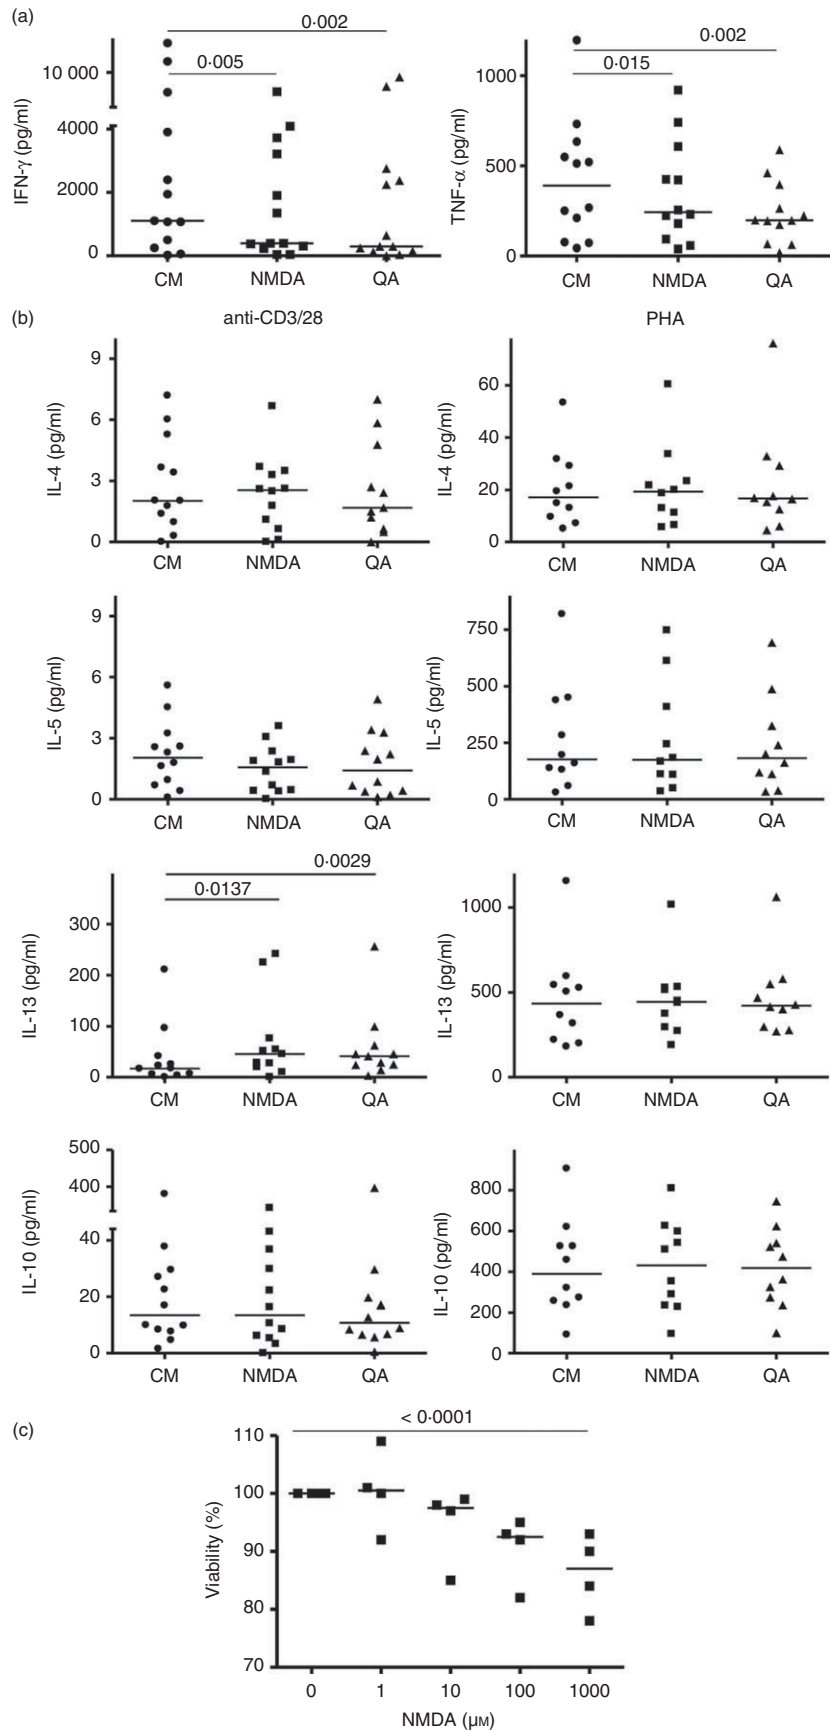 (a)
0·002
0·005
10 000
4000
2000
0
IFN-γ (pg/ml)
CM NMDA QA
0·002
0·015
1000
500
0
TNF-α (pg/ml)
CM NMDA QA
(b)
anti-CD3/28
PHA
9
6
3
0
IL-4 (pg/ml)
CM NMDA QA
60
40
20
0
IL-4 (pg/ml)
CM NMDA QA
9
6
3
0
IL-5 (pg/ml)
CM NMDA QA
750
500
250
0
IL-5 (pg/ml)
CM NMDA QA
0·0029
0·0137
300
200
100
0
IL-13 (pg/ml)
CM NMDA QA
1000
500
0
IL-13 (pg/ml)
CM NMDA QA
500
400
40
20
0
IL-10 (pg/ml)
CM NMDA QA
800
600
400
200
0
IL-10 (pg/ml)
CM NMDA QA
(c)
< 0·0001
110
100
90
80
70
Viability (%)
0 1 10 100 1000
NMDA (μM)